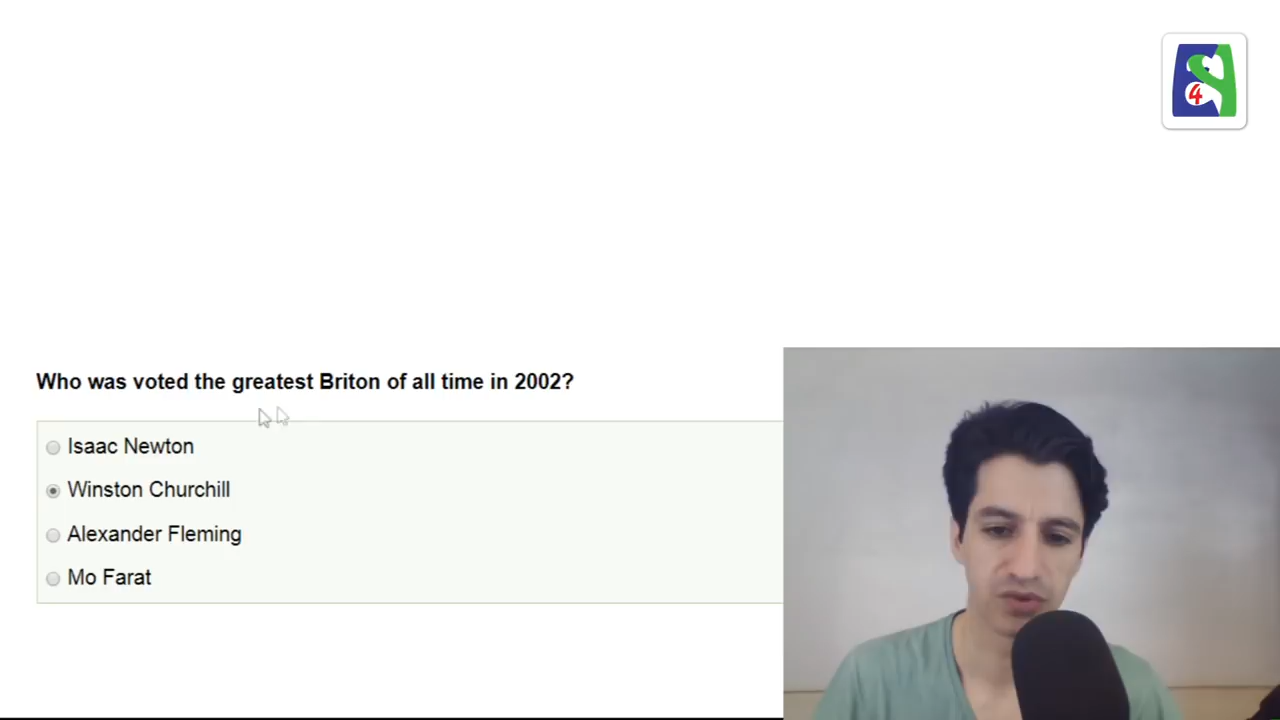 4
Who was voted the greatest Briton of all time in 2002?
Isaac Newton
Winston Churchill
Alexander Fleming
Mo Farat